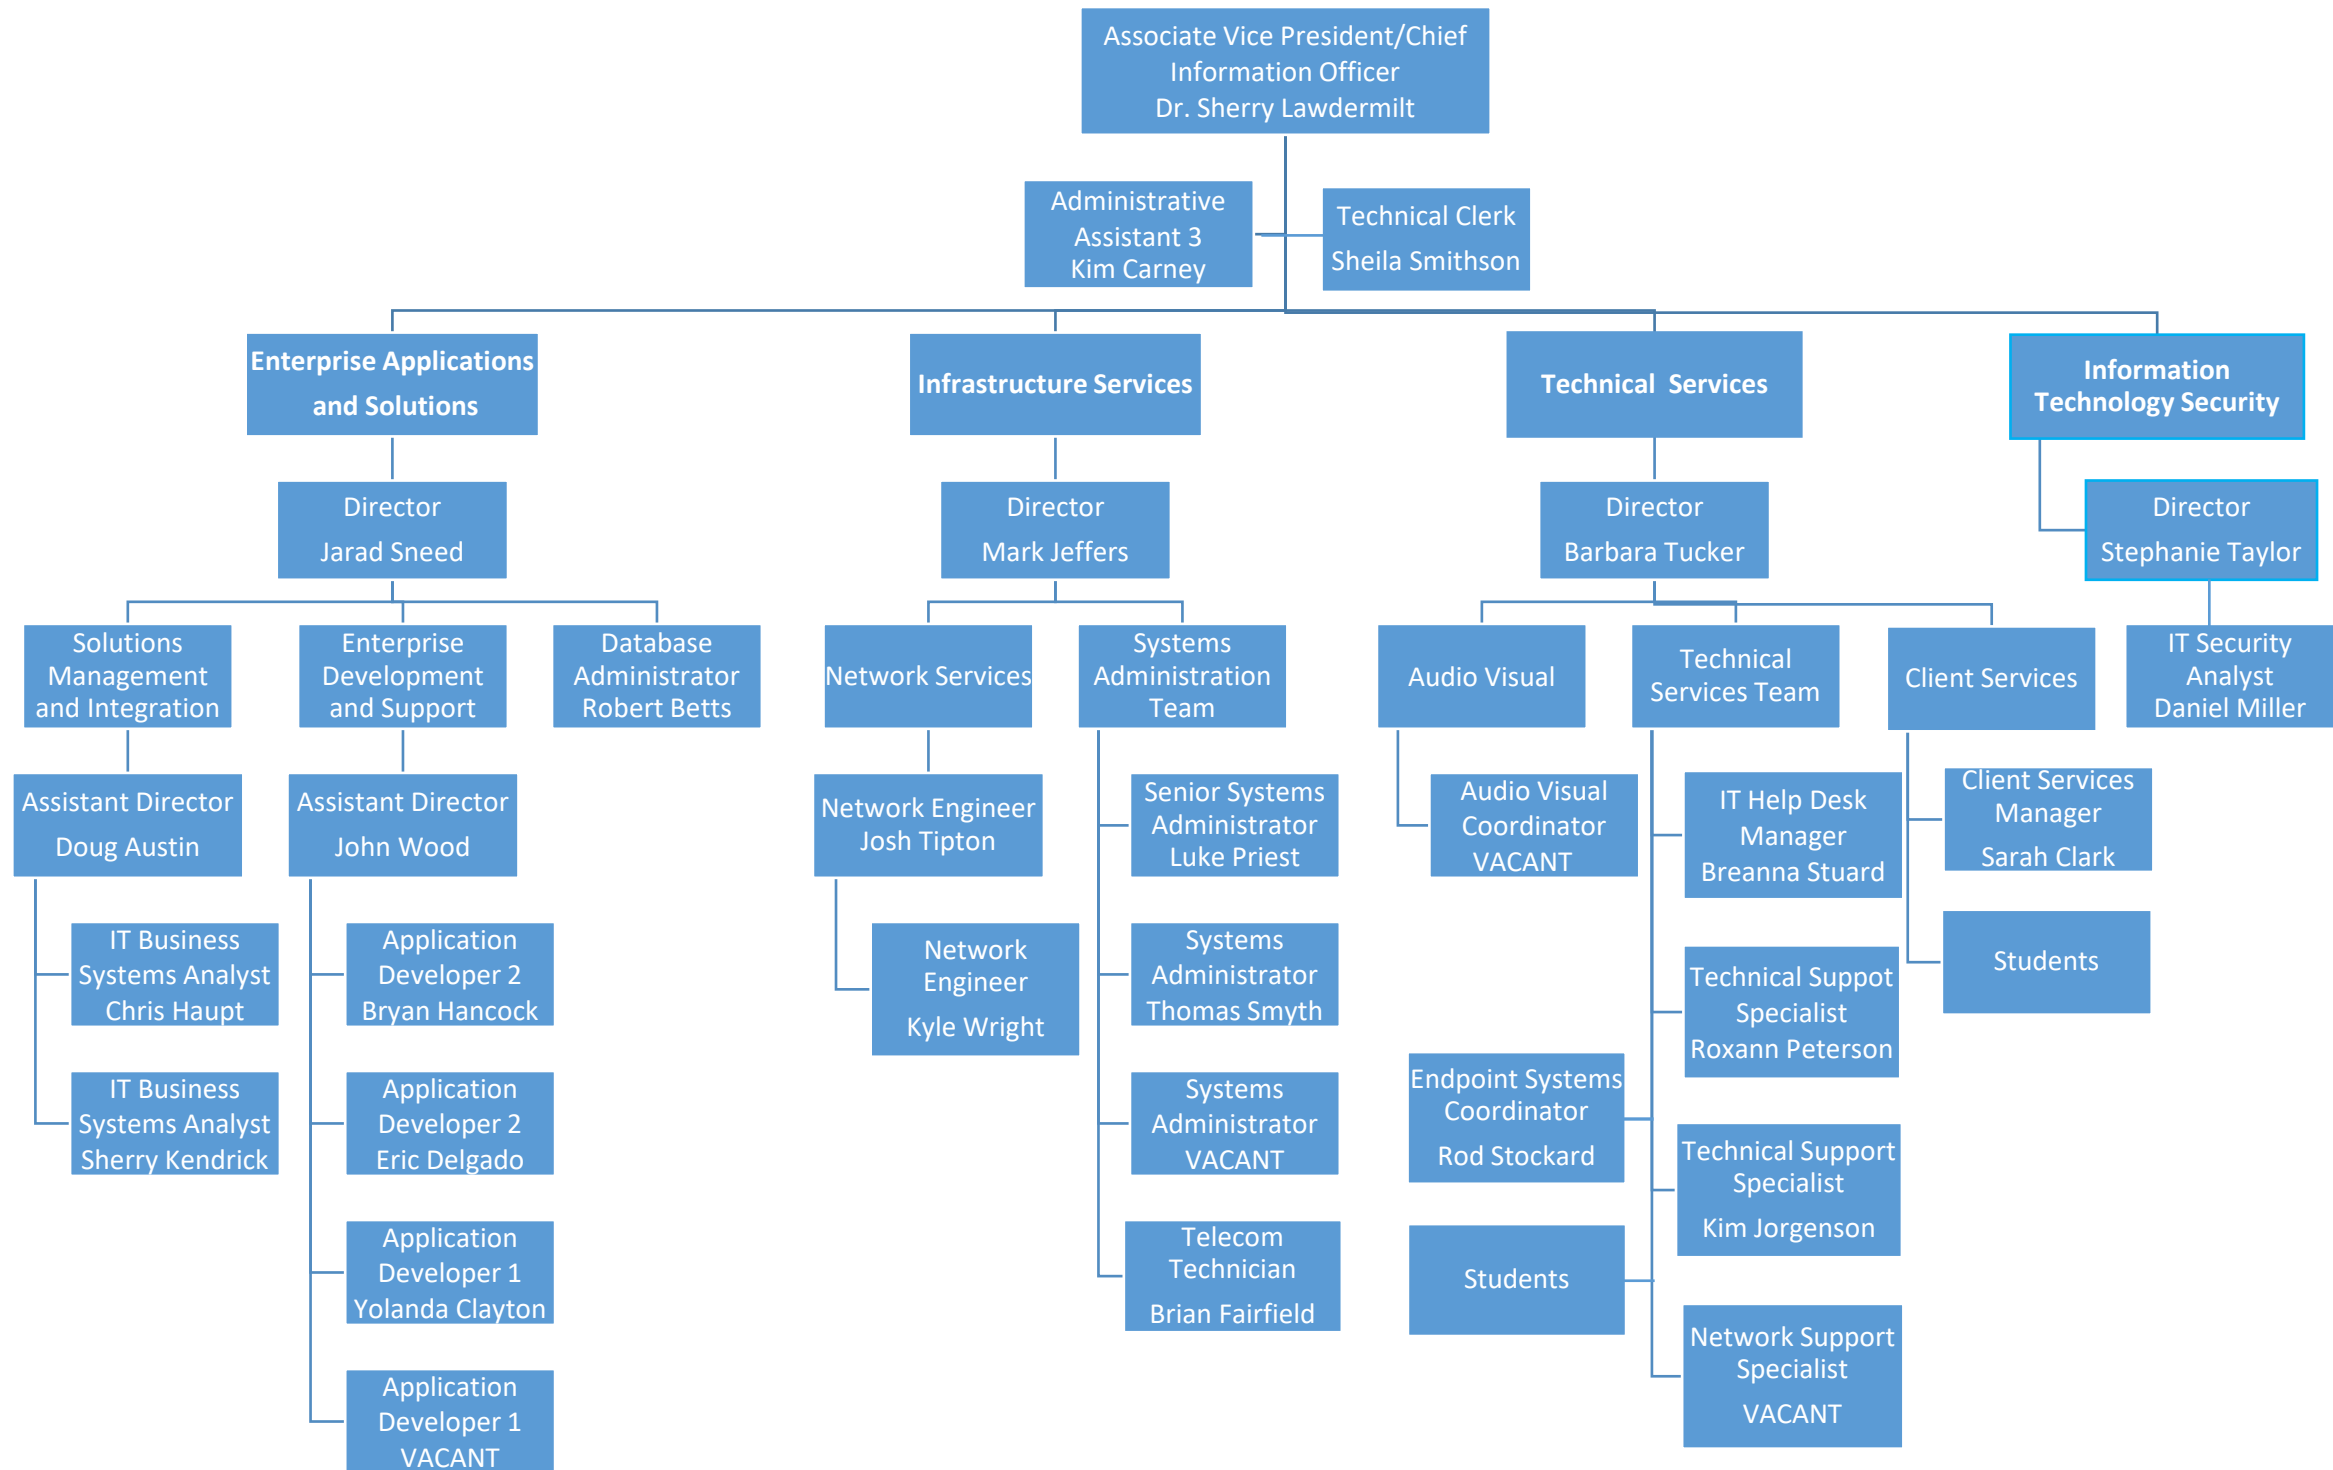 Associate Vice President/Chief
Information Officer
Dr. Sherry Lawdermilt
Administrative
Assistant 3
Kim Carney
Technical Clerk
Sheila Smithson
Enterprise Applications
and Solutions
Infrastructure Services
Technical Services
Information
Technology Security
Director
Jarad Sneed
Director
Mark Jeffers
Director
Barbara Tucker
Director
Stephanie Taylor
Solutions
Management
and Integration
Enterprise
Development
and Support
Database
Administrator
Robert Betts
Network Services
Systems
Administration
Team
Audio Visual
Technical
Services Team
Client Services
IT Security
Analyst
Daniel Miller
Assistant Director
Doug Austin
Assistant Director
John Wood
Network Engineer
Josh Tipton
Senior Systems
Administrator
Luke Priest
Audio Visual
Coordinator
VACANT
IT Help Desk
Manager
Breanna Stuard
Client Services
Manager
Sarah Clark
IT Business
Systems Analyst
Chris Haupt
Application
Developer 2
Bryan Hancock
Network
Engineer
Kyle Wright
Systems
Administrator
Thomas Smyth
Technical Suppot
Specialist
Roxann Peterson
Students
IT Business
Systems Analyst
Sherry Kendrick
Application
Developer 2
Eric Delgado
Systems
Administrator
VACANT
Endpoint Systems
Coordinator
Rod Stockard
Technical Support
Specialist
Kim Jorgenson
Application
Developer 1
Yolanda Clayton
Telecom
Technician
Brian Fairfield
Students
Network Support
Specialist
VACANT
Application
Developer 1
VACANT